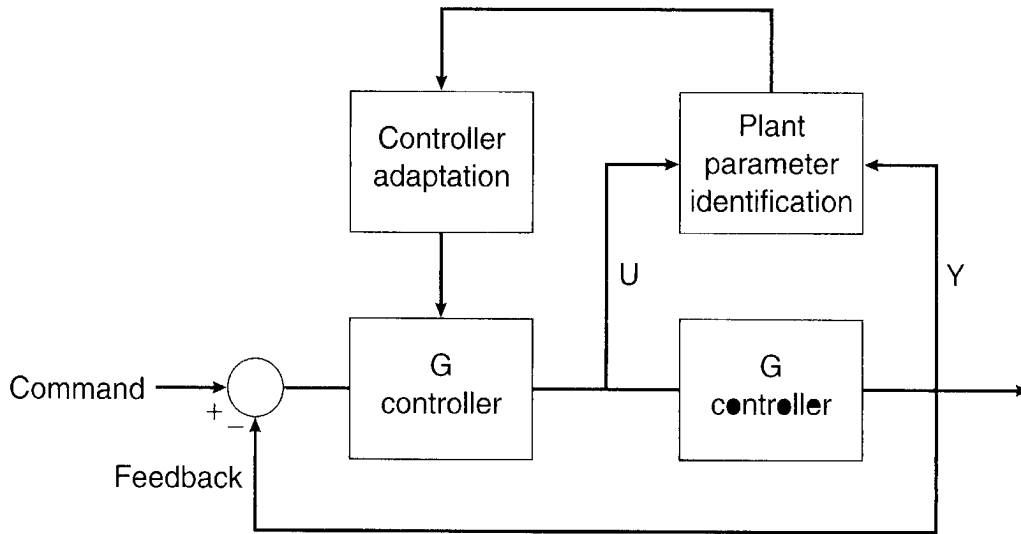 Controller
adaptation
Plant
parameter
identification
U
Y
Command
+
−
G
controller
G
controller
Feedback